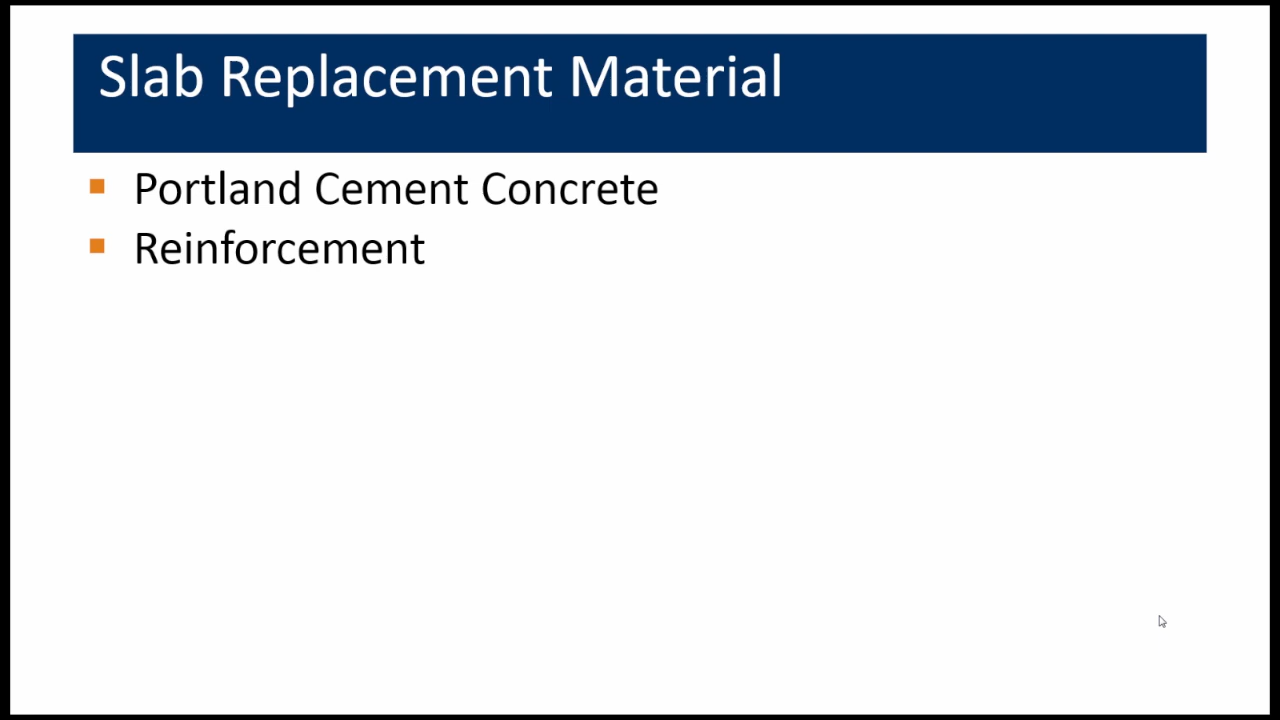 Slab Replacement Material
Portland Cement Concrete
Reinforcement